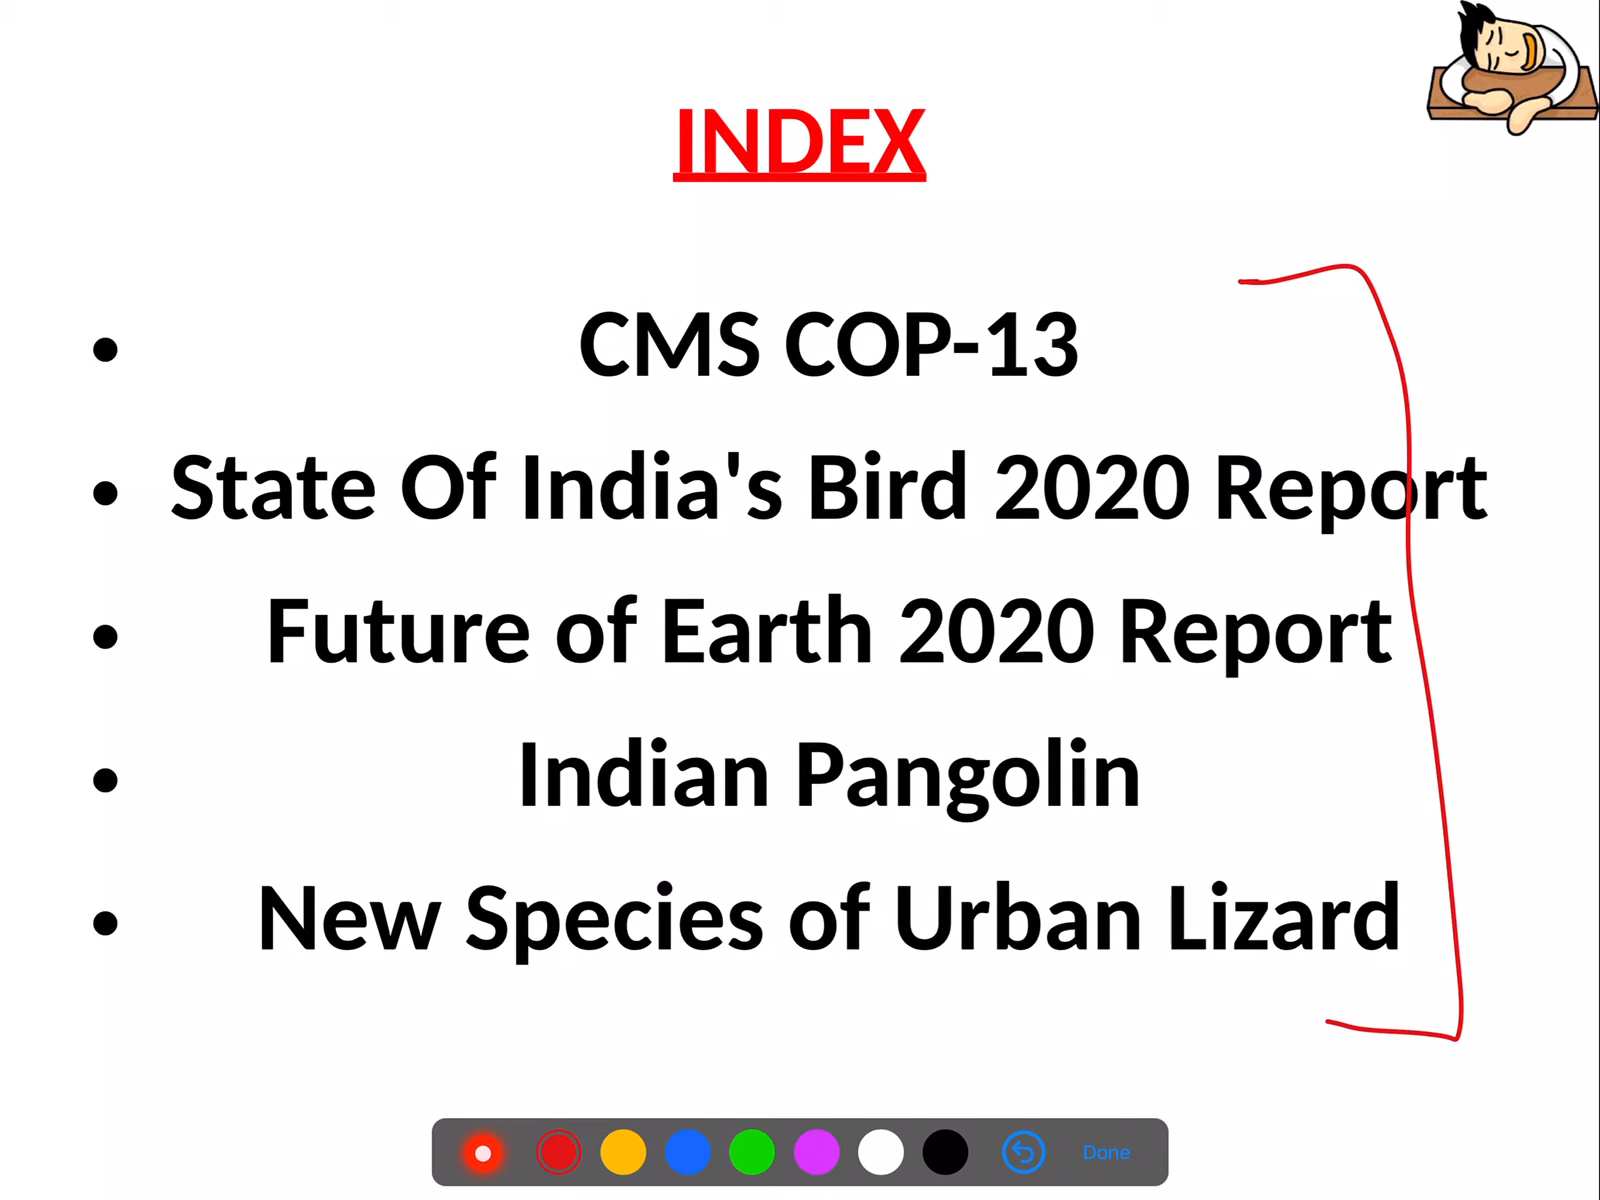 INDEX
• CMS COP-13
• State Of India's Bird 2020 Report
• Future of Earth 2020 Report
• Indian Pangolin
• New Species of Urban Lizard
Done